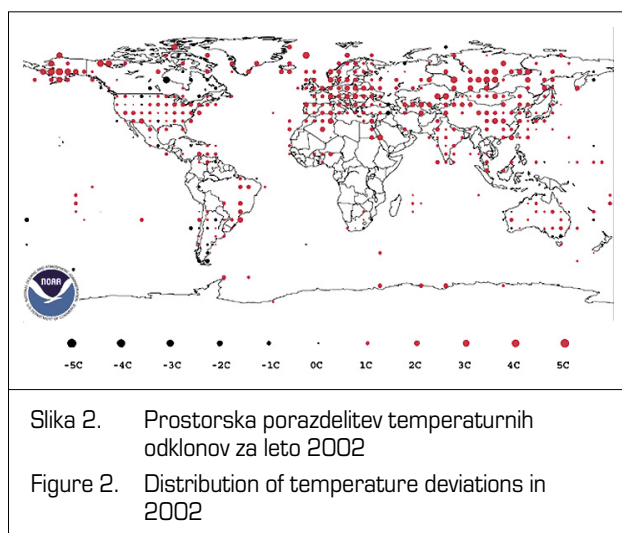 NOAA
-5C -4C -3C -2C -1C 0C 1C 2C 3C 4C 5C
Slika 2. Prostorska porazdelitev temperaturnih
odklonov za leto 2002
Figure 2. Distribution of temperature deviations in
2002